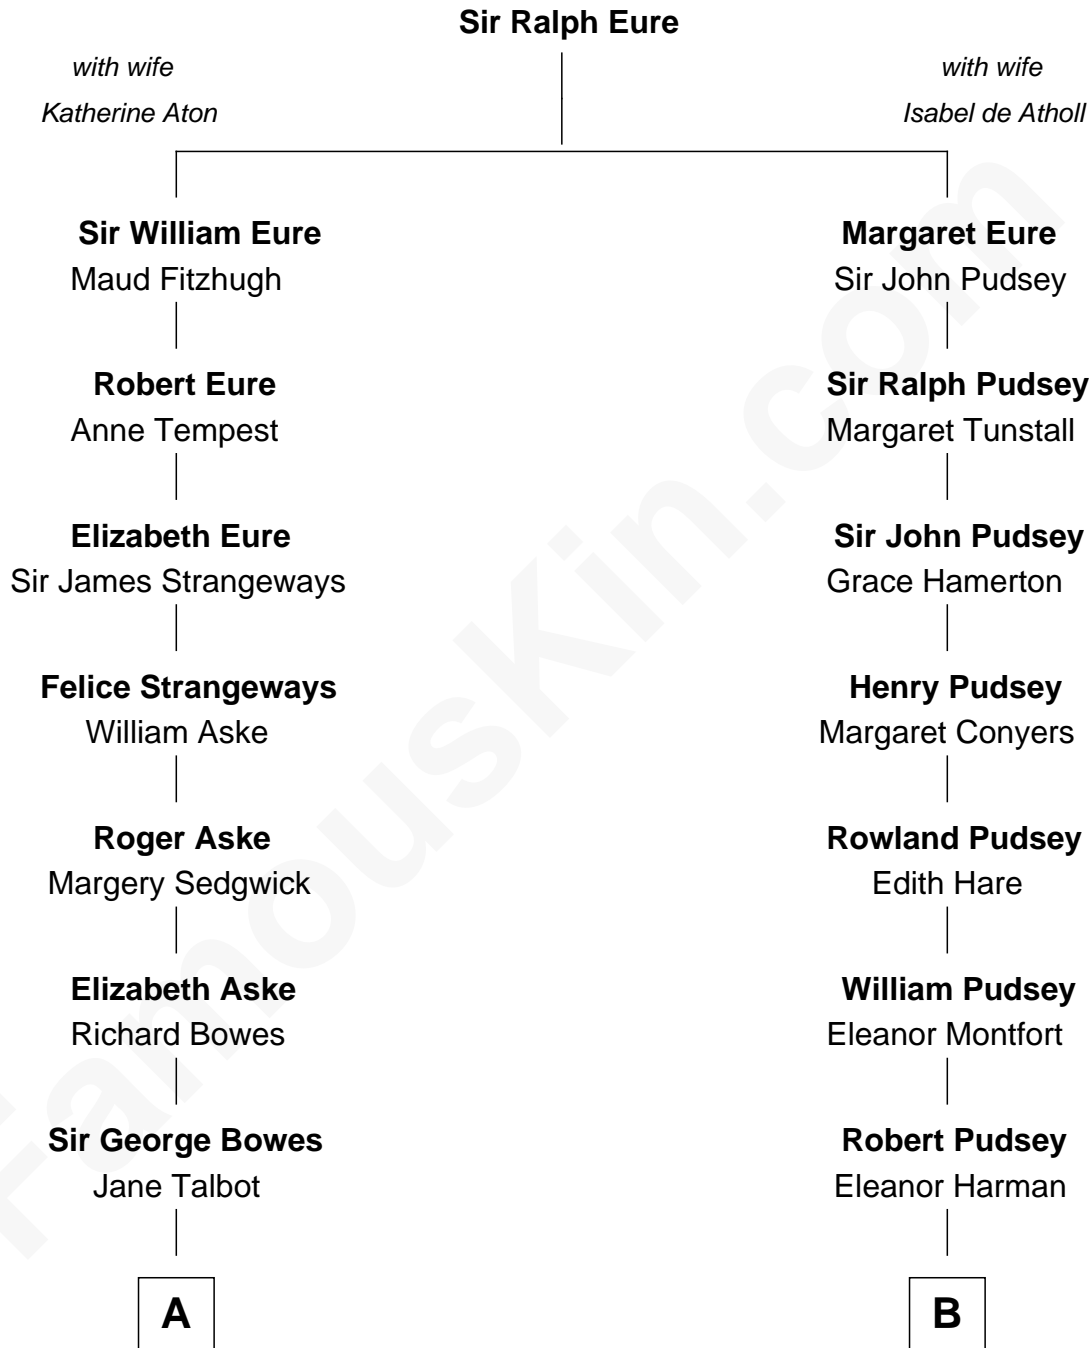 Sir Ralph Eure
with wife
Katherine Aton
with wife
Isabel de Atholl
Sir William Eure
Maud Fitzhugh
Margaret Eure
Sir John Pudsey
Robert Eure
Anne Tempest
Sir Ralph Pudsey
Margaret Tunstall
Elizabeth Eure
Sir James Strangeways
Sir John Pudsey
Grace Hamerton
Felice Strangeways
William Aske
Henry Pudsey
Margaret Conyers
Roger Aske
Margery Sedgwick
Rowland Pudsey
Edith Hare
Elizabeth Aske
Richard Bowes
William Pudsey
Eleanor Montfort
Sir George Bowes
Jane Talbot
Robert Pudsey
Eleanor Harman
A
B
FamousKin.com